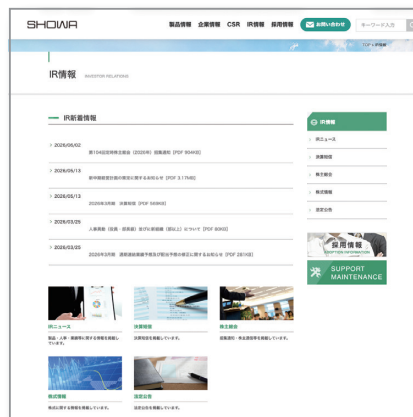 SHOWA
製品情報 企業情報 CSR IR情報 採用情報 お問い合わせ キーワード入力
TOP > IR情報
IR情報 INVESTOR RELATIONS
IR新着情報
2026/06/02
第104回定時株主総会（2026年）招集通知 [PDF 994KB]
2026/05/13
新中期経営計画の策定に関するお知らせ [PDF 3.17MB]
2026/05/13
2026年3月期 決算短信 [PDF 569KB]
2026/03/25
人事異動（役員・部長級）並びに新組織（部以上）について [PDF 80KB]
2026/03/25
2026年3月期 通期連結業績予想及び配当予想の修正に関するお知らせ [PDF 281KB]
IR情報
IRニュース
決算短信
株主総会
株式情報
法定公告
採用情報
ADOPTION INFORMATION
SUPPORT
MAINTENANCE
IRニュース
製品・人事・業績等に関する情報を掲載しています。
決算短信
決算短信を掲載しています。
株主総会
招集通知・株主通信等を掲載しています。
株式情報
株式に関する情報を掲載しています。
法定公告
法定公告を掲載しています。